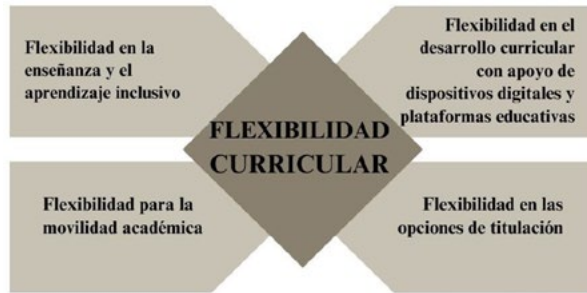 Flexibilidad en la
enseñanza y el
aprendizaje inclusivo
Flexibilidad en el
desarrollo curricular
con apoyo de
dispositivos digitales y
plataformas educativas
FLEXIBILIDAD
CURRICULAR
Flexibilidad para la
movilidad académica
Flexibilidad en las
opciones de titulación